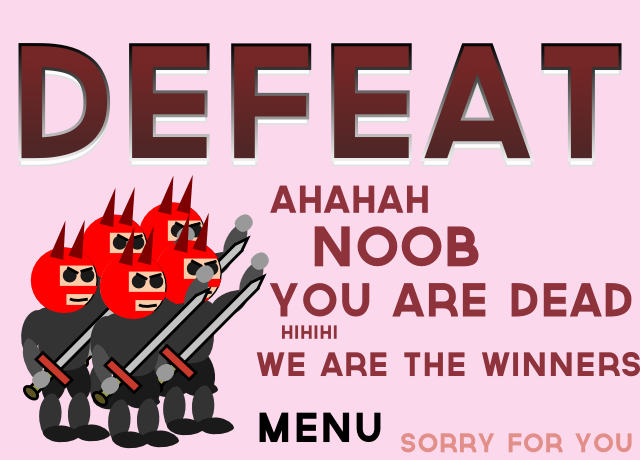 DEFEAT
AHAHAH
NOOB
YOU ARE DEAD
HIHIHI
WE ARE THE WINNERS
MENU
SORRY FOR YOU